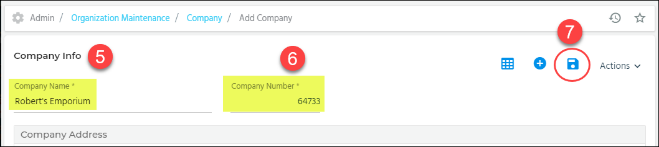 Admin / Organization Maintenance / Company / Add Company
7
Company Info 5 6
Actions
Company Name * Company Number *
Robert's Emporium 64733
Company Address